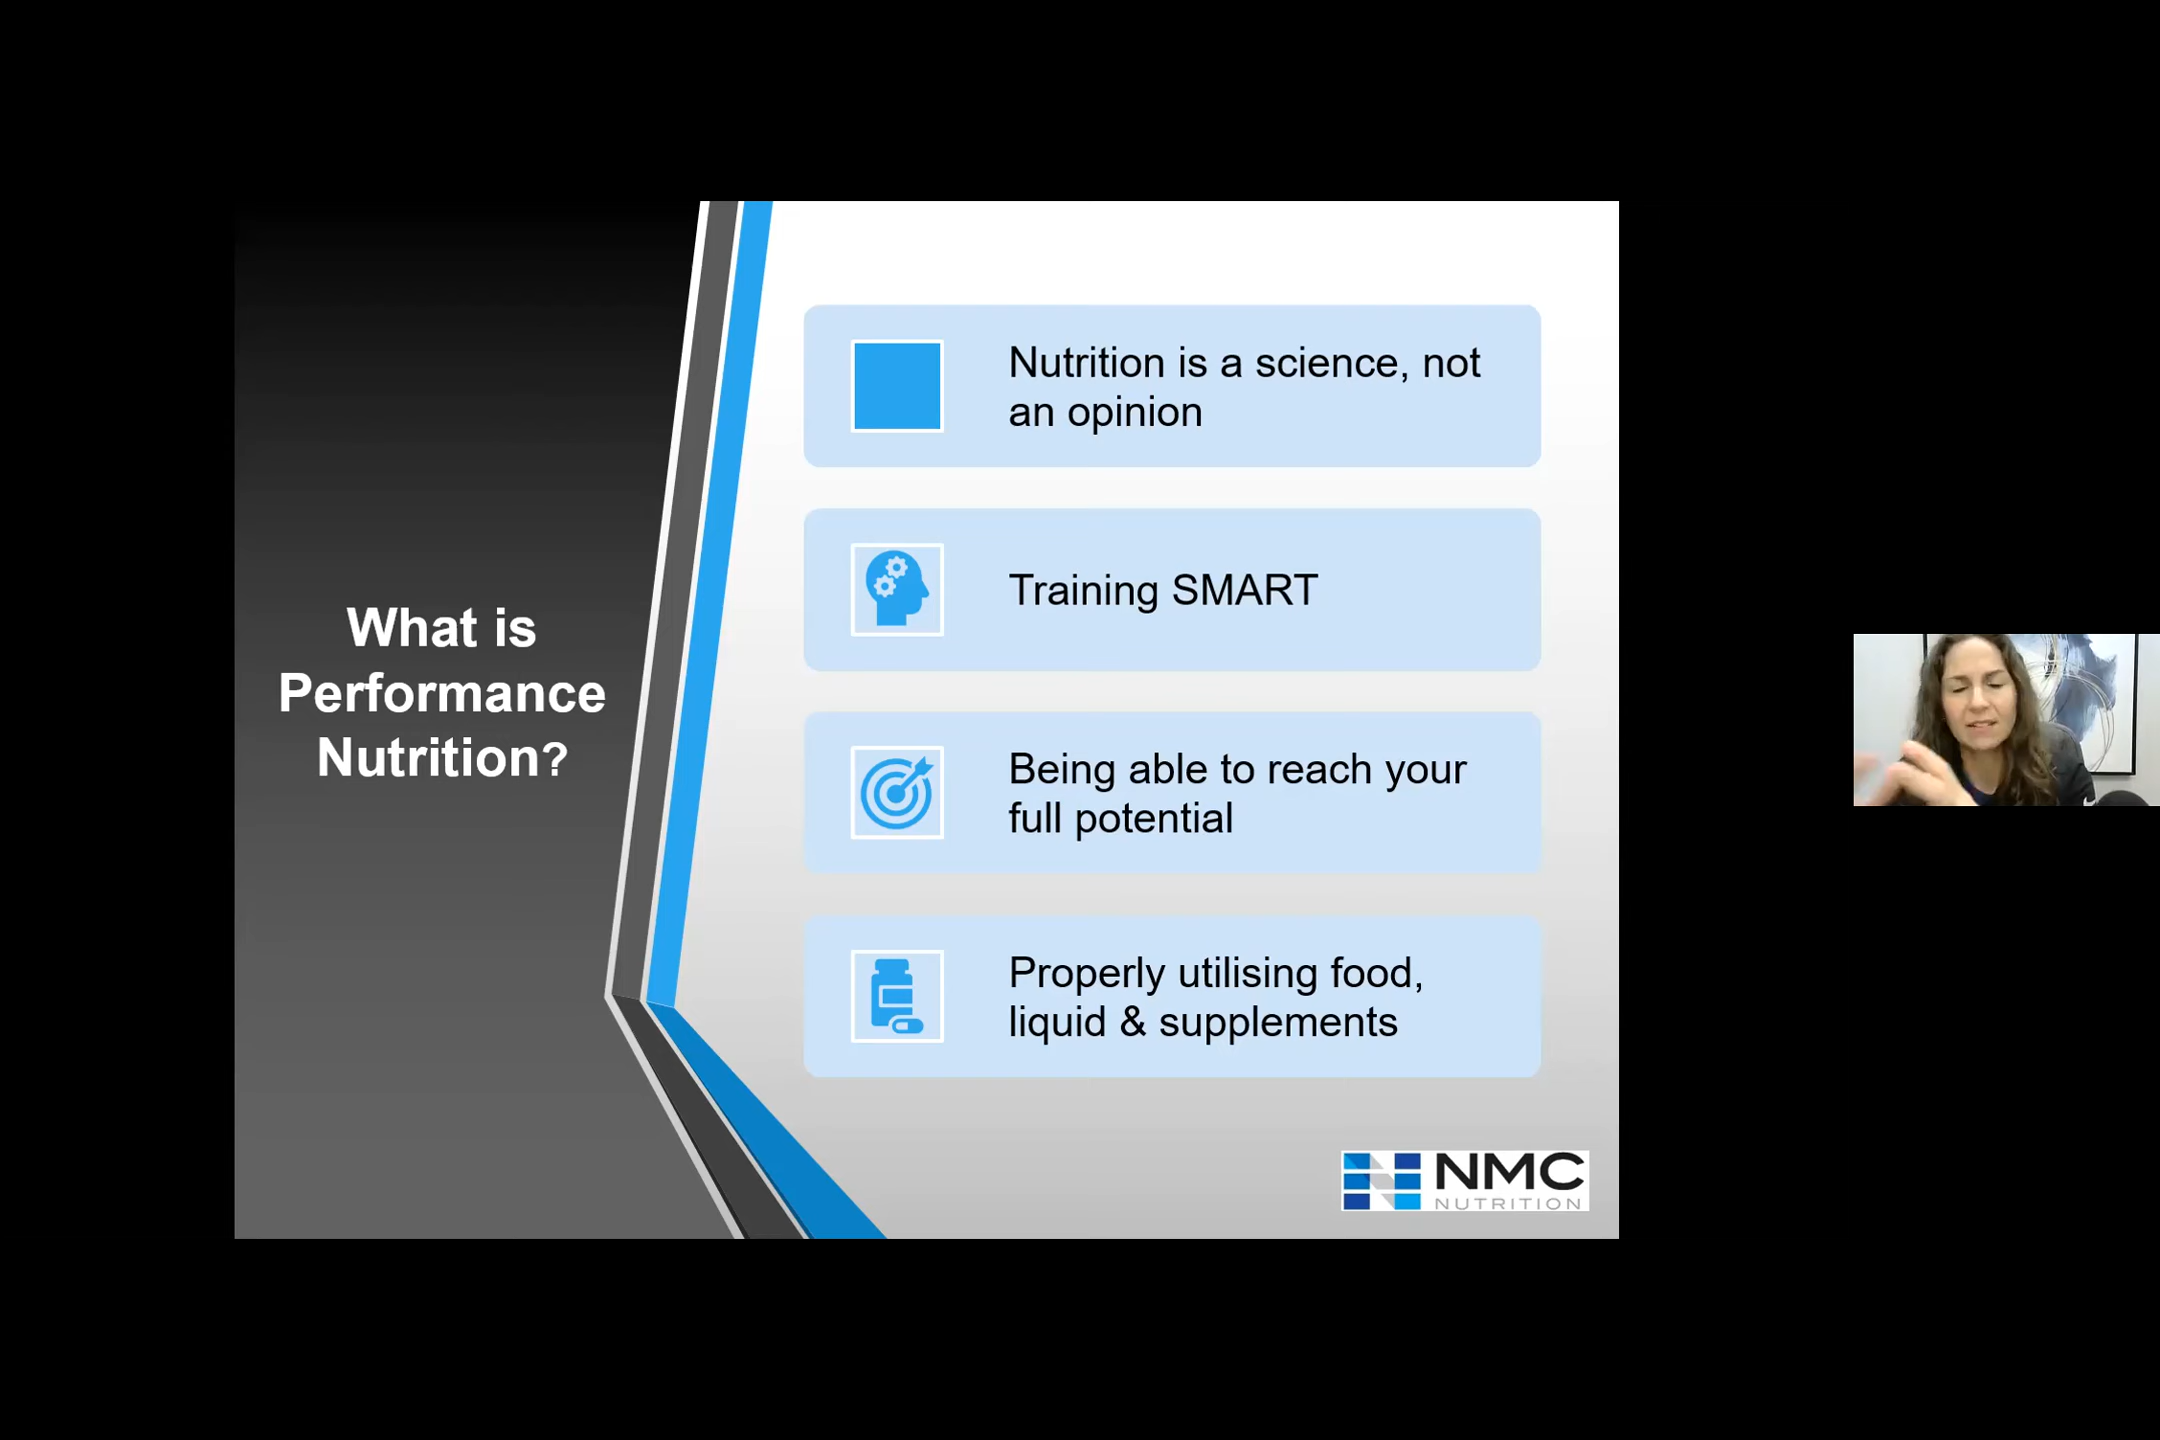 What is
Performance
Nutrition?
Nutrition is a science, not
an opinion
Training SMART
Being able to reach your
full potential
Properly utilising food,
liquid & supplements
NMC
NUTRITION